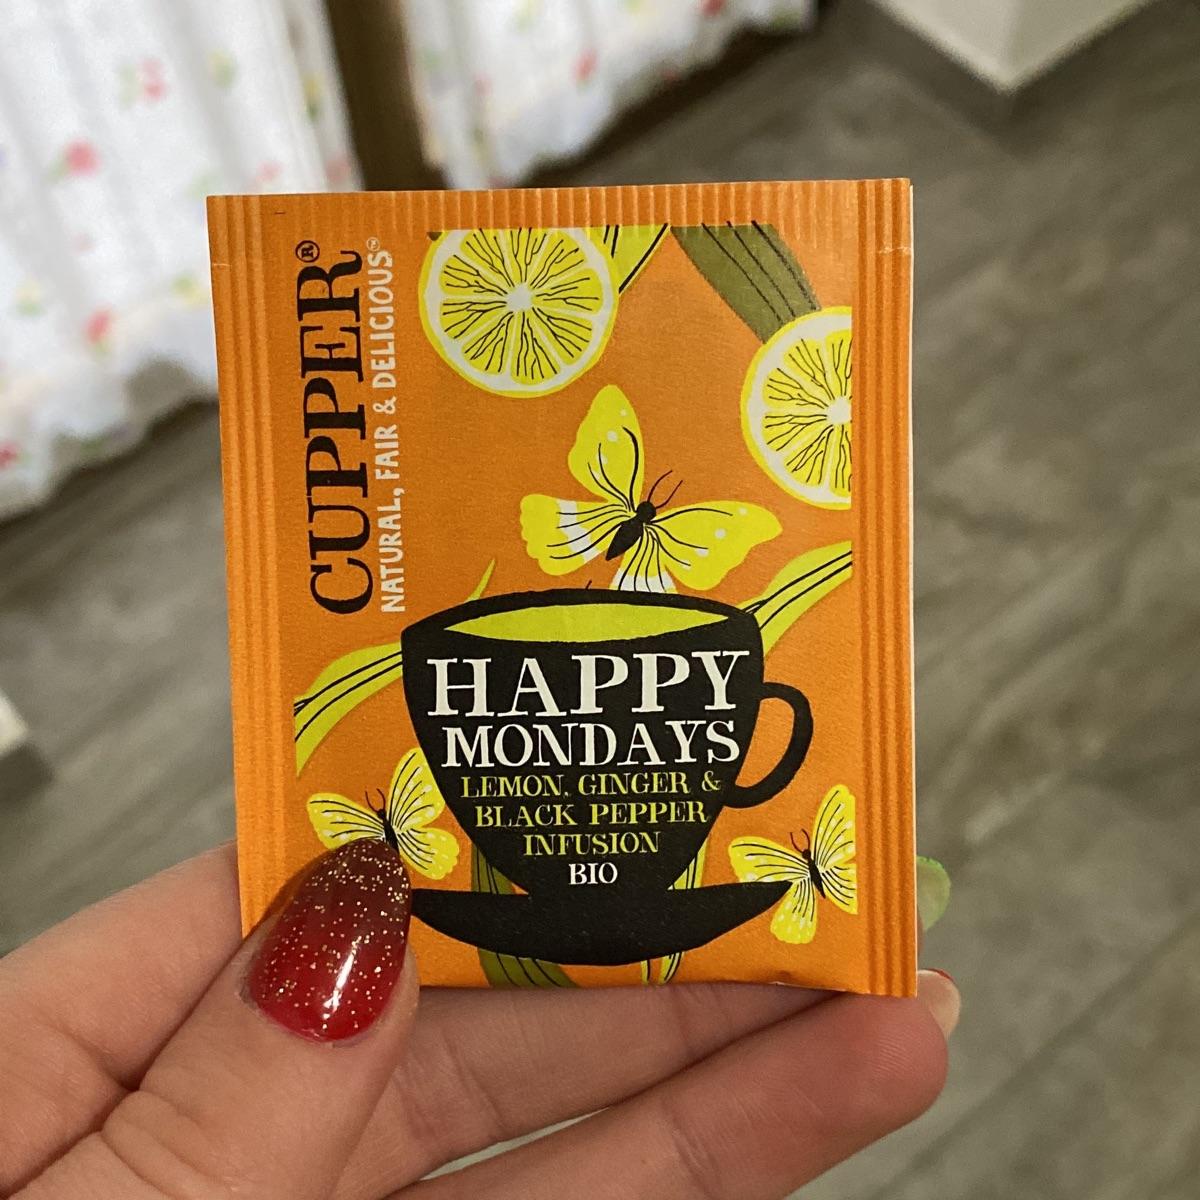 CUPPER®
NATURAL, FAIR & DELICIOUS™
HAPPY
MONDAYS
LEMON, GINGER &
BLACK PEPPER
INFUSION
BIO